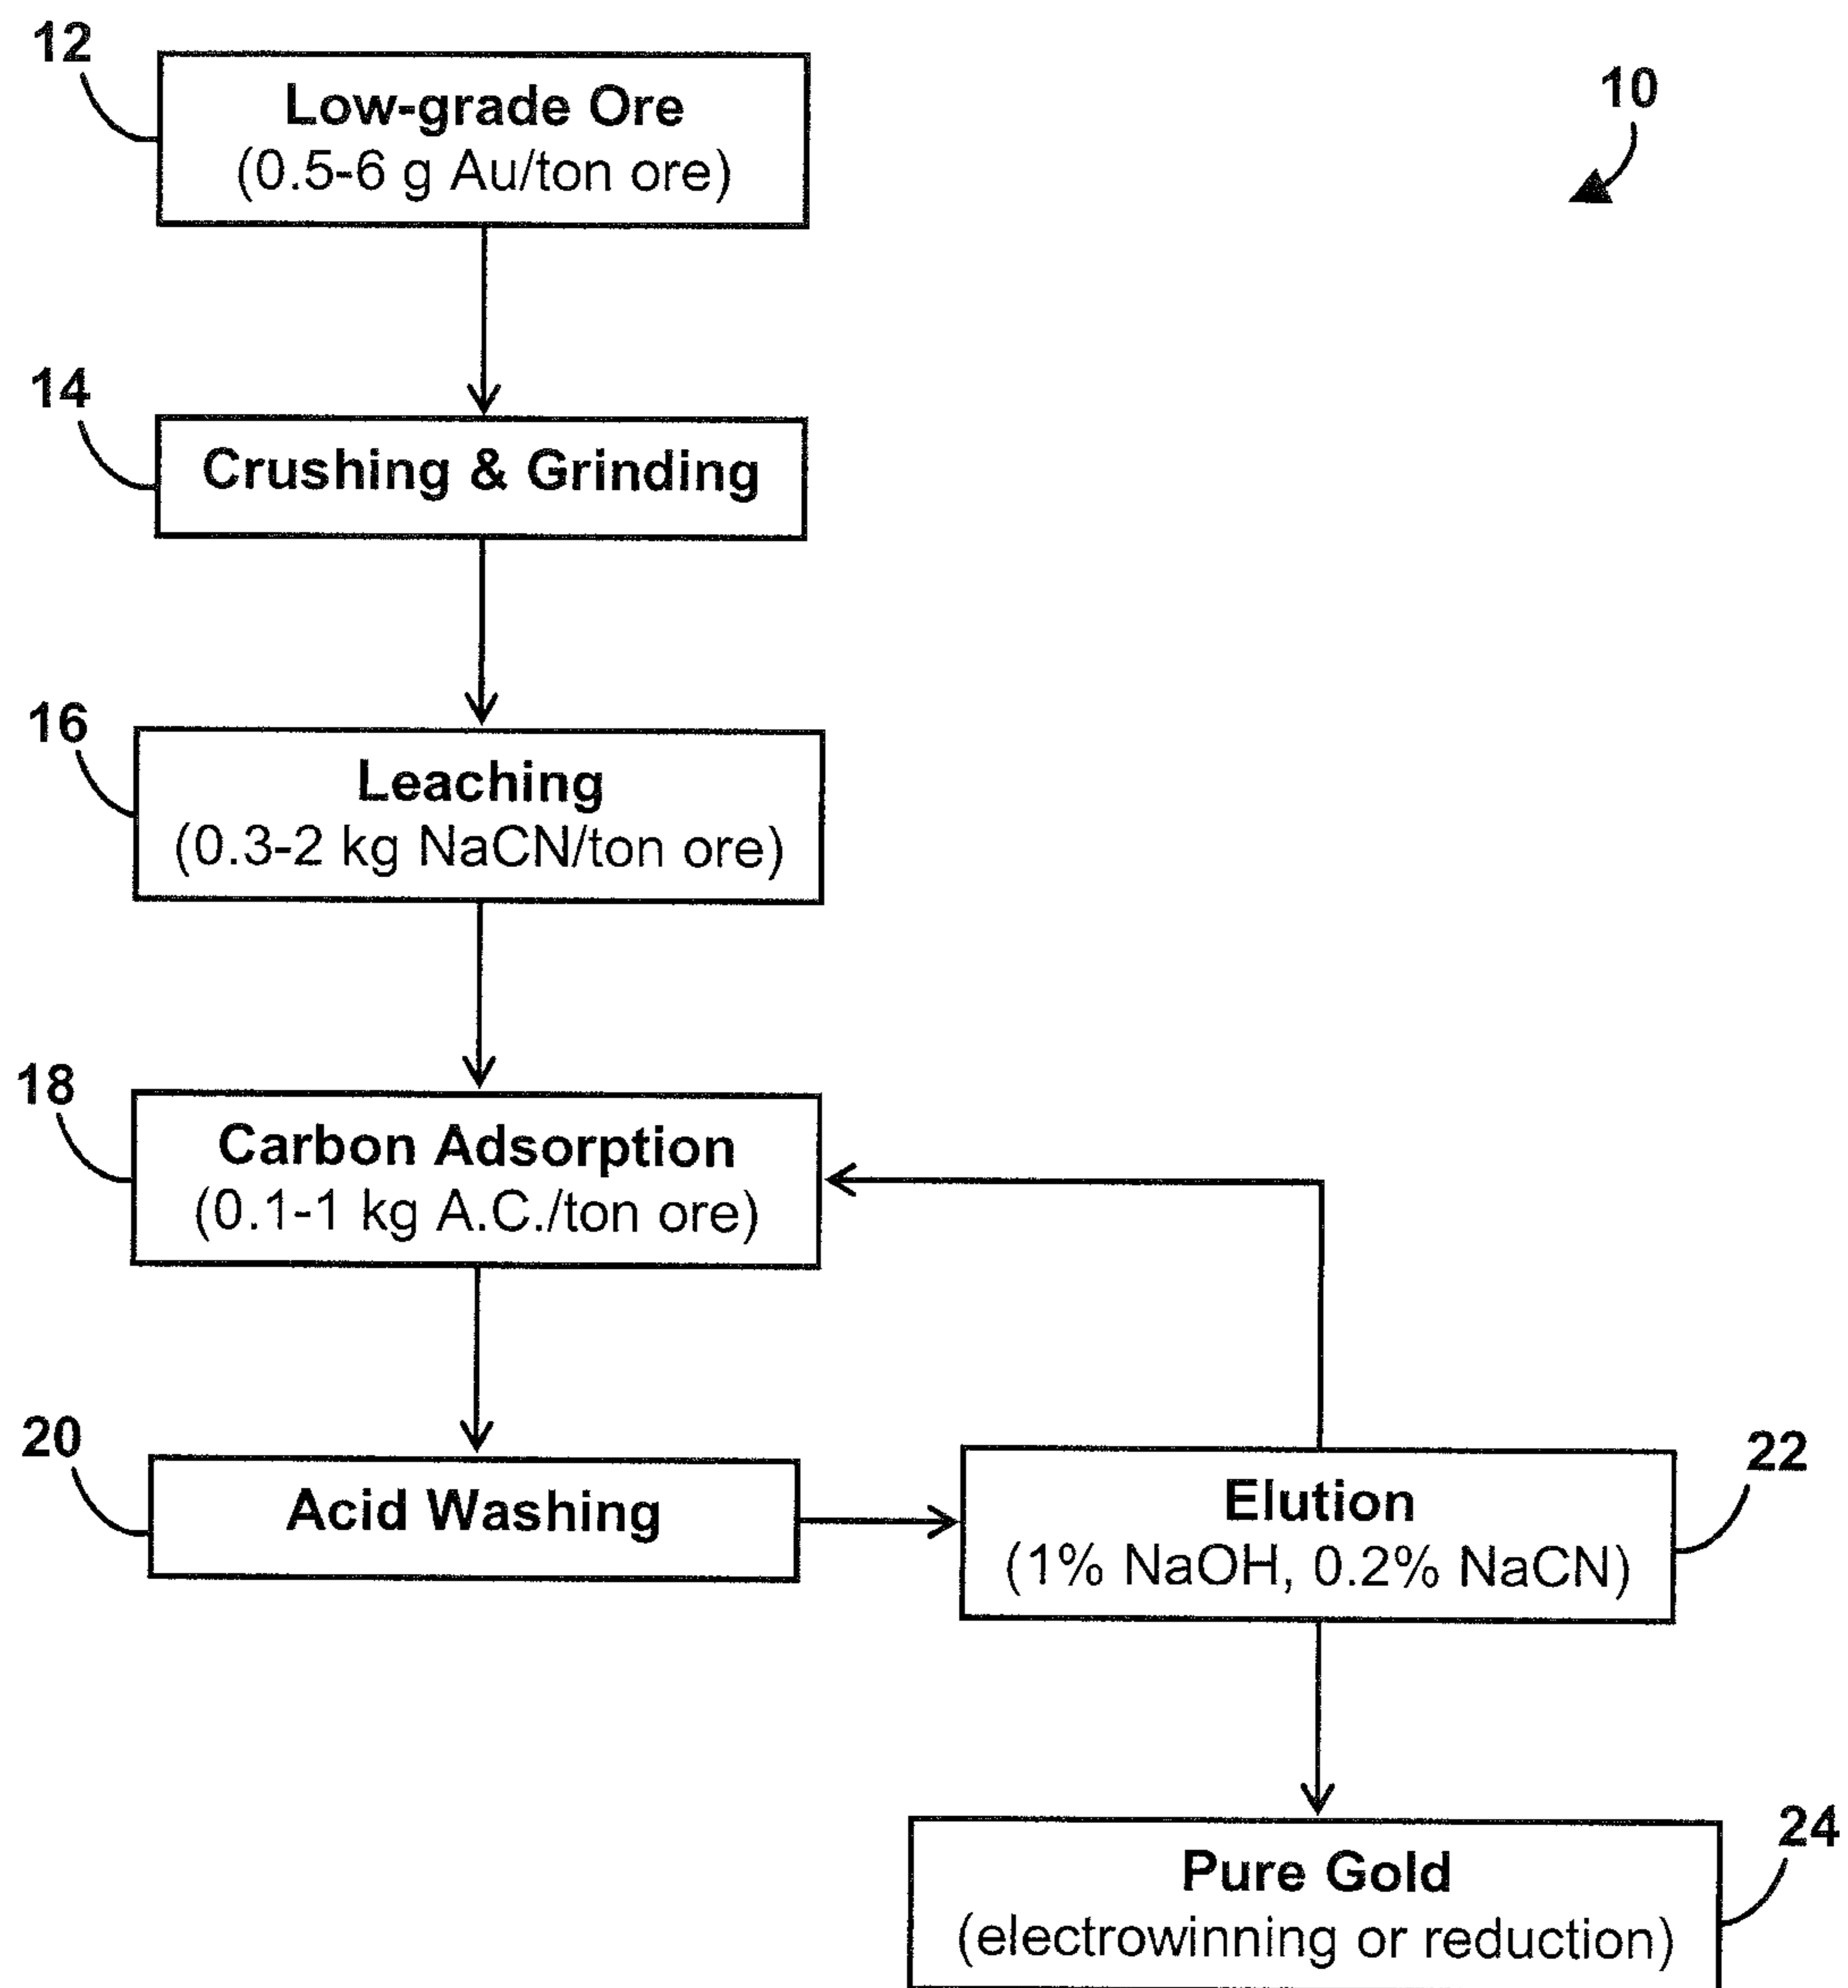 12
Low-grade Ore
(0.5-6 g Au/ton ore)
10
14
Crushing & Grinding
16
Leaching
(0.3-2 kg NaCN/ton ore)
18
Carbon Adsorption
(0.1-1 kg A.C./ton ore)
20
Acid Washing
22
Elution
(1% NaOH, 0.2% NaCN)
24
Pure Gold
(electrowinning or reduction)